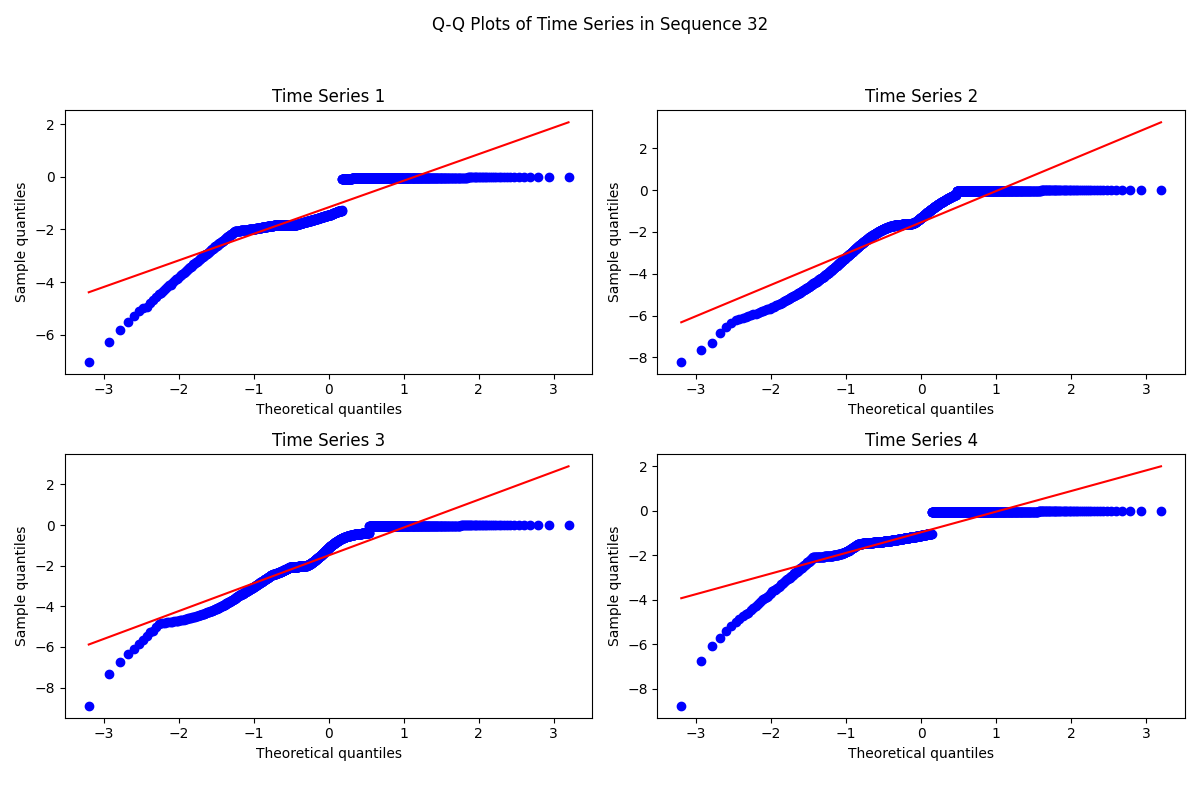 Q-Q Plots of Time Series in Sequence 32
Time Series 1
2
0
−2
−4
−6
Sample quantiles
−3 −2 −1 0 1 2 3
Theoretical quantiles
Time Series 2
2
0
−2
−4
−6
−8
Sample quantiles
−3 −2 −1 0 1 2 3
Theoretical quantiles
Time Series 3
2
0
−2
−4
−6
−8
Sample quantiles
−3 −2 −1 0 1 2 3
Theoretical quantiles
Time Series 4
2
0
−2
−4
−6
−8
Sample quantiles
−3 −2 −1 0 1 2 3
Theoretical quantiles